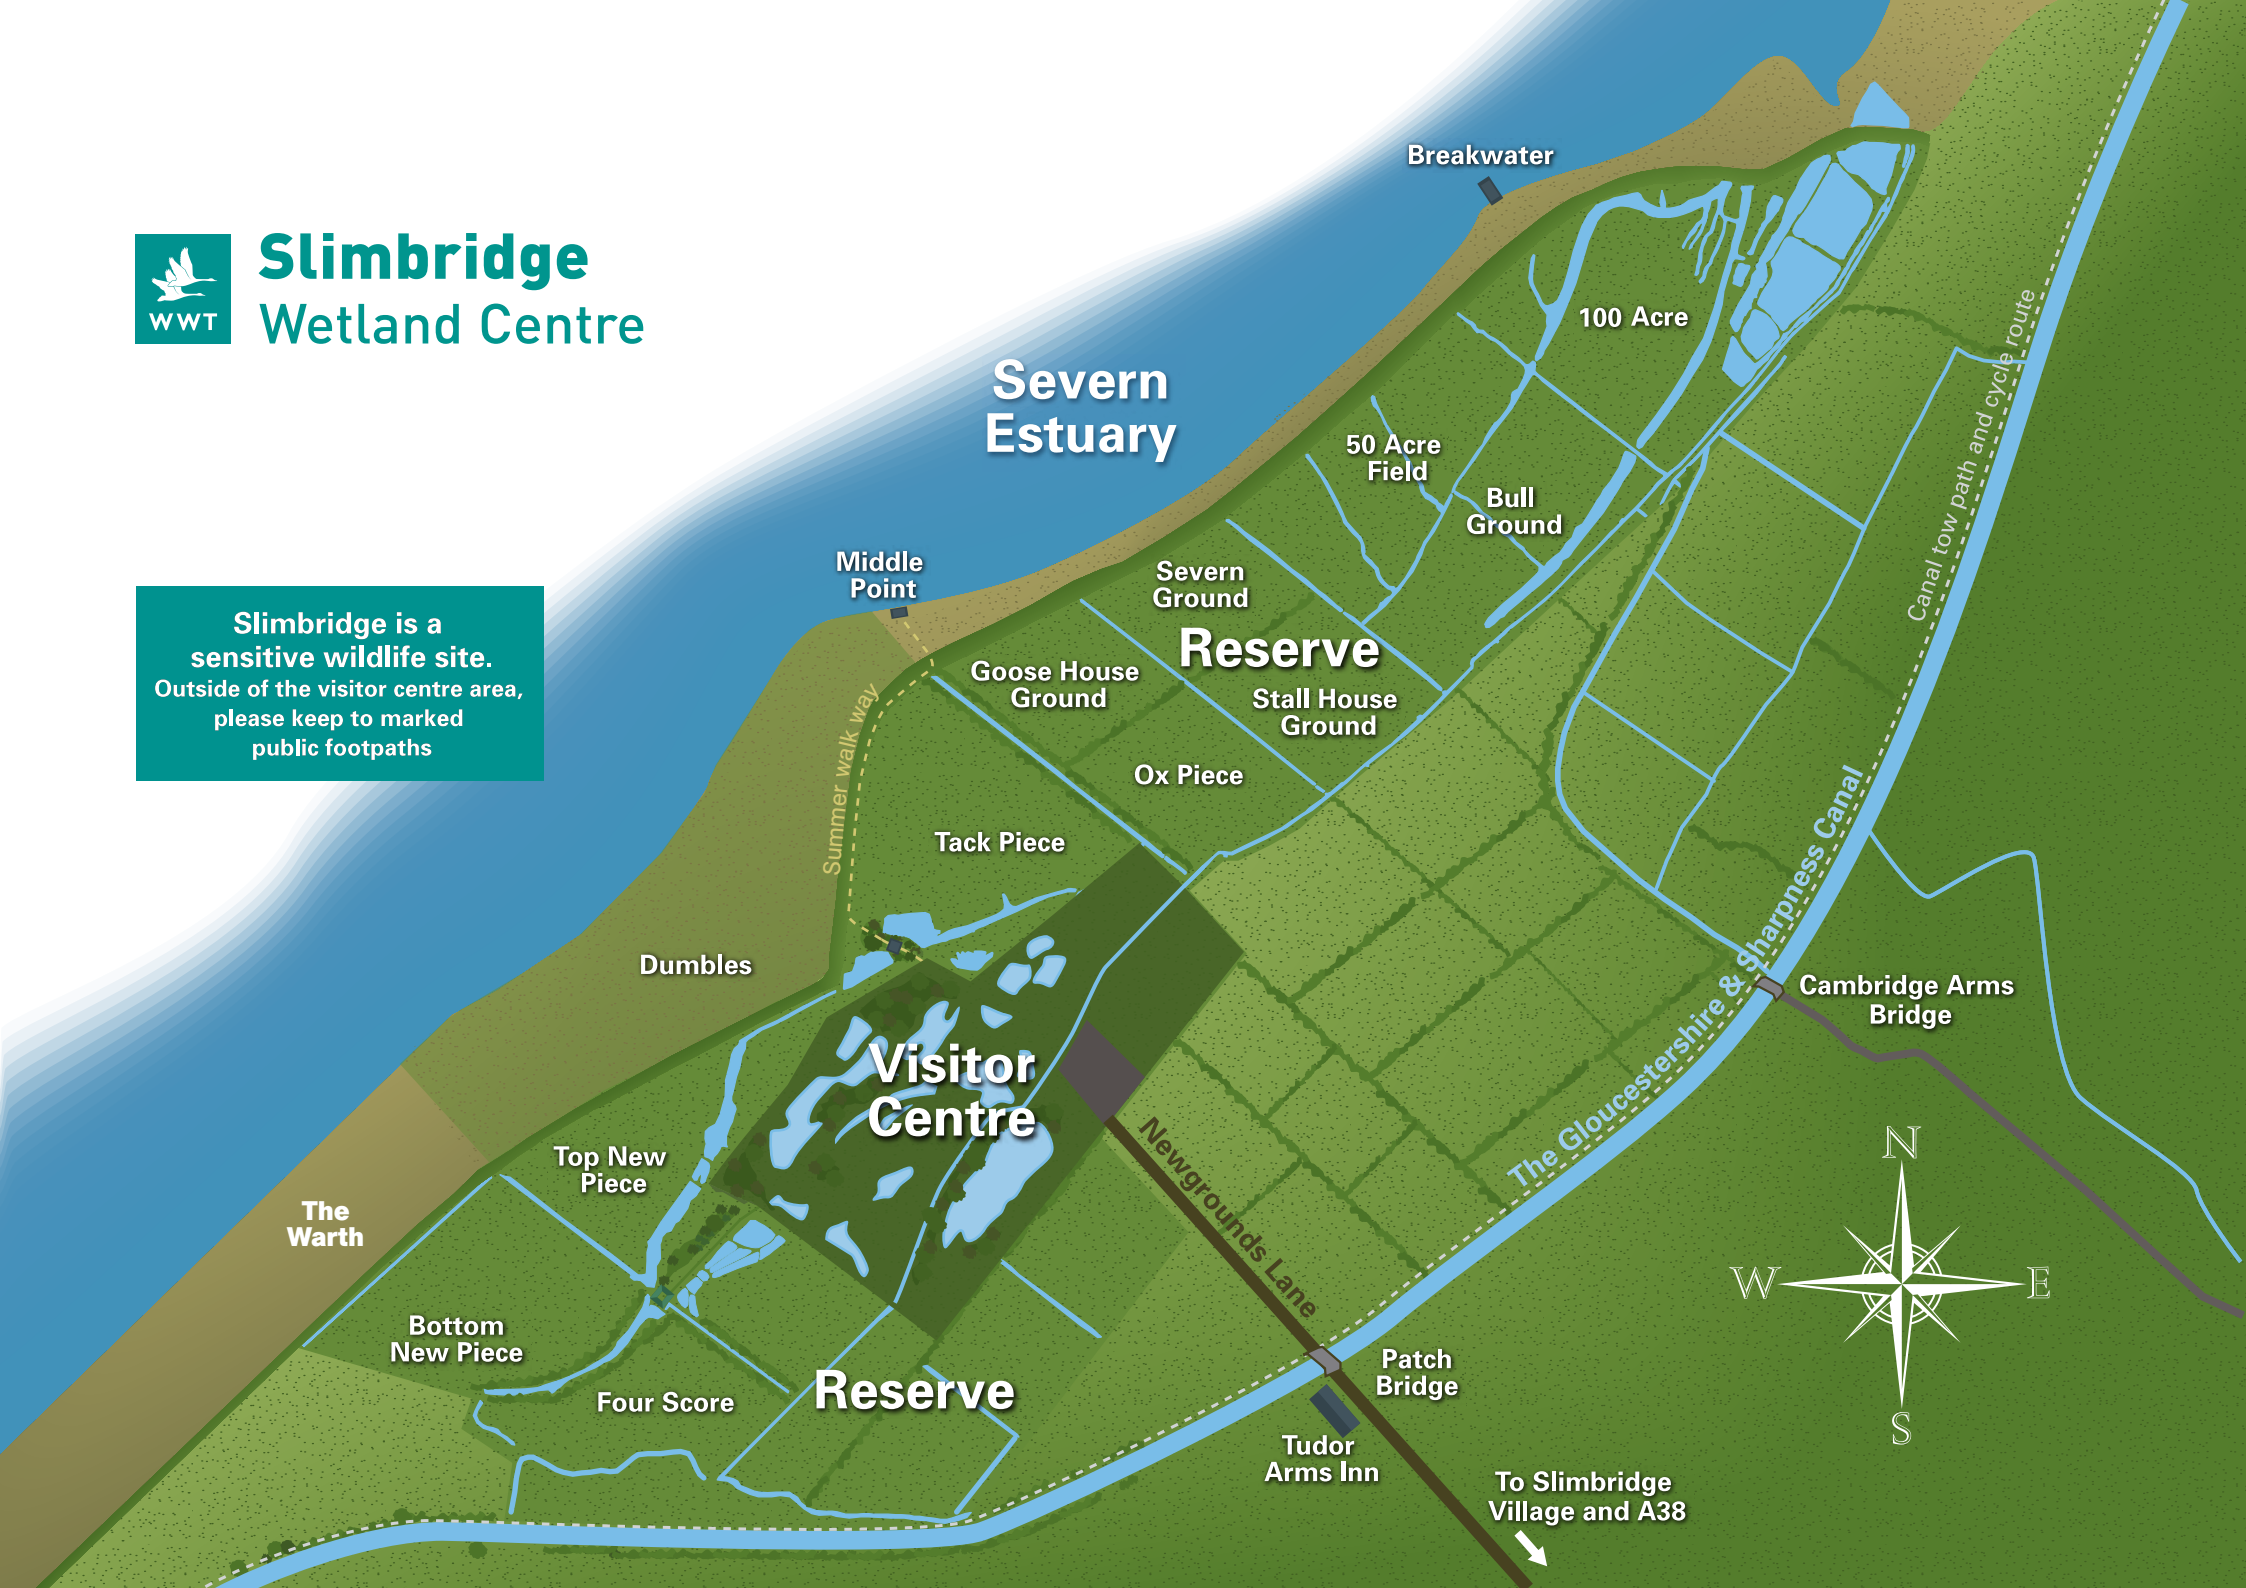 WWT
Slimbridge
Wetland Centre
Slimbridge is a
sensitive wildlife site.
Outside of the visitor centre area,
please keep to marked
public footpaths
Breakwater
Severn
Estuary
100 Acre
50 Acre
Field
Bull
Ground
Canal tow path and cycle route
Middle
Point
Severn
Ground
Reserve
Goose House
Ground
Stall House
Ground
Ox Piece
Summer walk way
Tack Piece
Dumbles
The Gloucestershire & Sharpness Canal
Cambridge Arms
Bridge
Visitor
Centre
Newgrounds Lane
Top New
Piece
The
Warth
Bottom
New Piece
Four Score
Reserve
Patch
Bridge
Tudor
Arms Inn
To Slimbridge
Village and A38
N
W
E
S